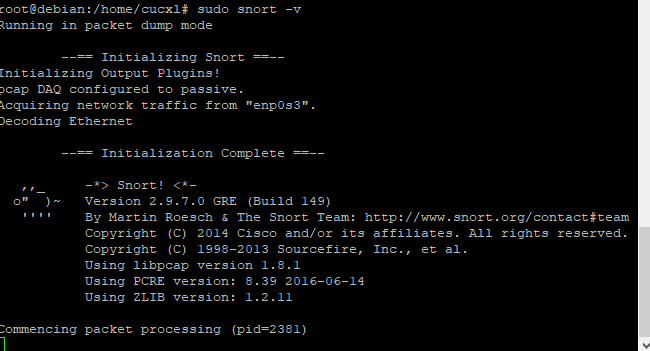 root@debian:/home/cucxl# sudo snort -v
Running in packet dump mode
--== Initializing Snort ==--
Initializing Output Plugins!
pcap DAQ configured to passive.
Acquiring network traffic from "enp0s3".
Decoding Ethernet
--== Initialization Complete ==--
,,_ -*> Snort! <*-
o" )~ Version 2.9.7.0 GRE (Build 149)
'''' By Martin Roesch & The Snort Team: http://www.snort.org/contact#team
Copyright (C) 2014 Cisco and/or its affiliates. All rights reserved.
Copyright (C) 1998-2013 Sourcefire, Inc., et al.
Using libpcap version 1.8.1
Using PCRE version: 8.39 2016-06-14
Using ZLIB version: 1.2.11
Commencing packet processing (pid=2381)